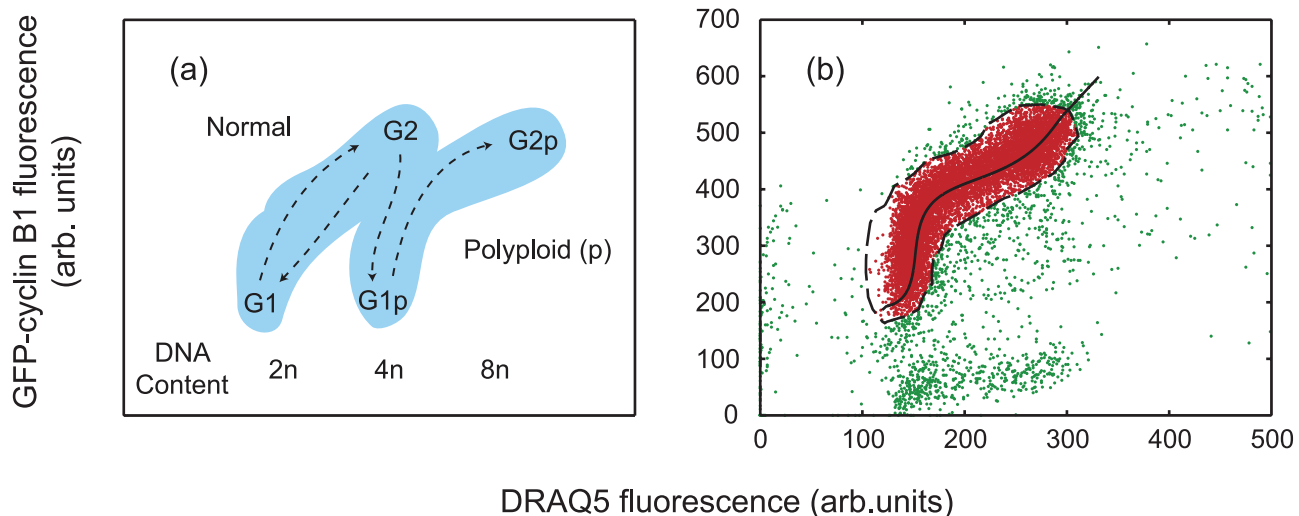 GFP-cyclin B1 fluorescence
(arb. units)
(a)
Normal
G2
G2p
Polyploid (p)
G1
G1p
DNA
Content
2n
4n
8n
(b)
700
600
500
400
300
200
100
0
0
100
200
300
400
500
DRAQ5 fluorescence (arb.units)